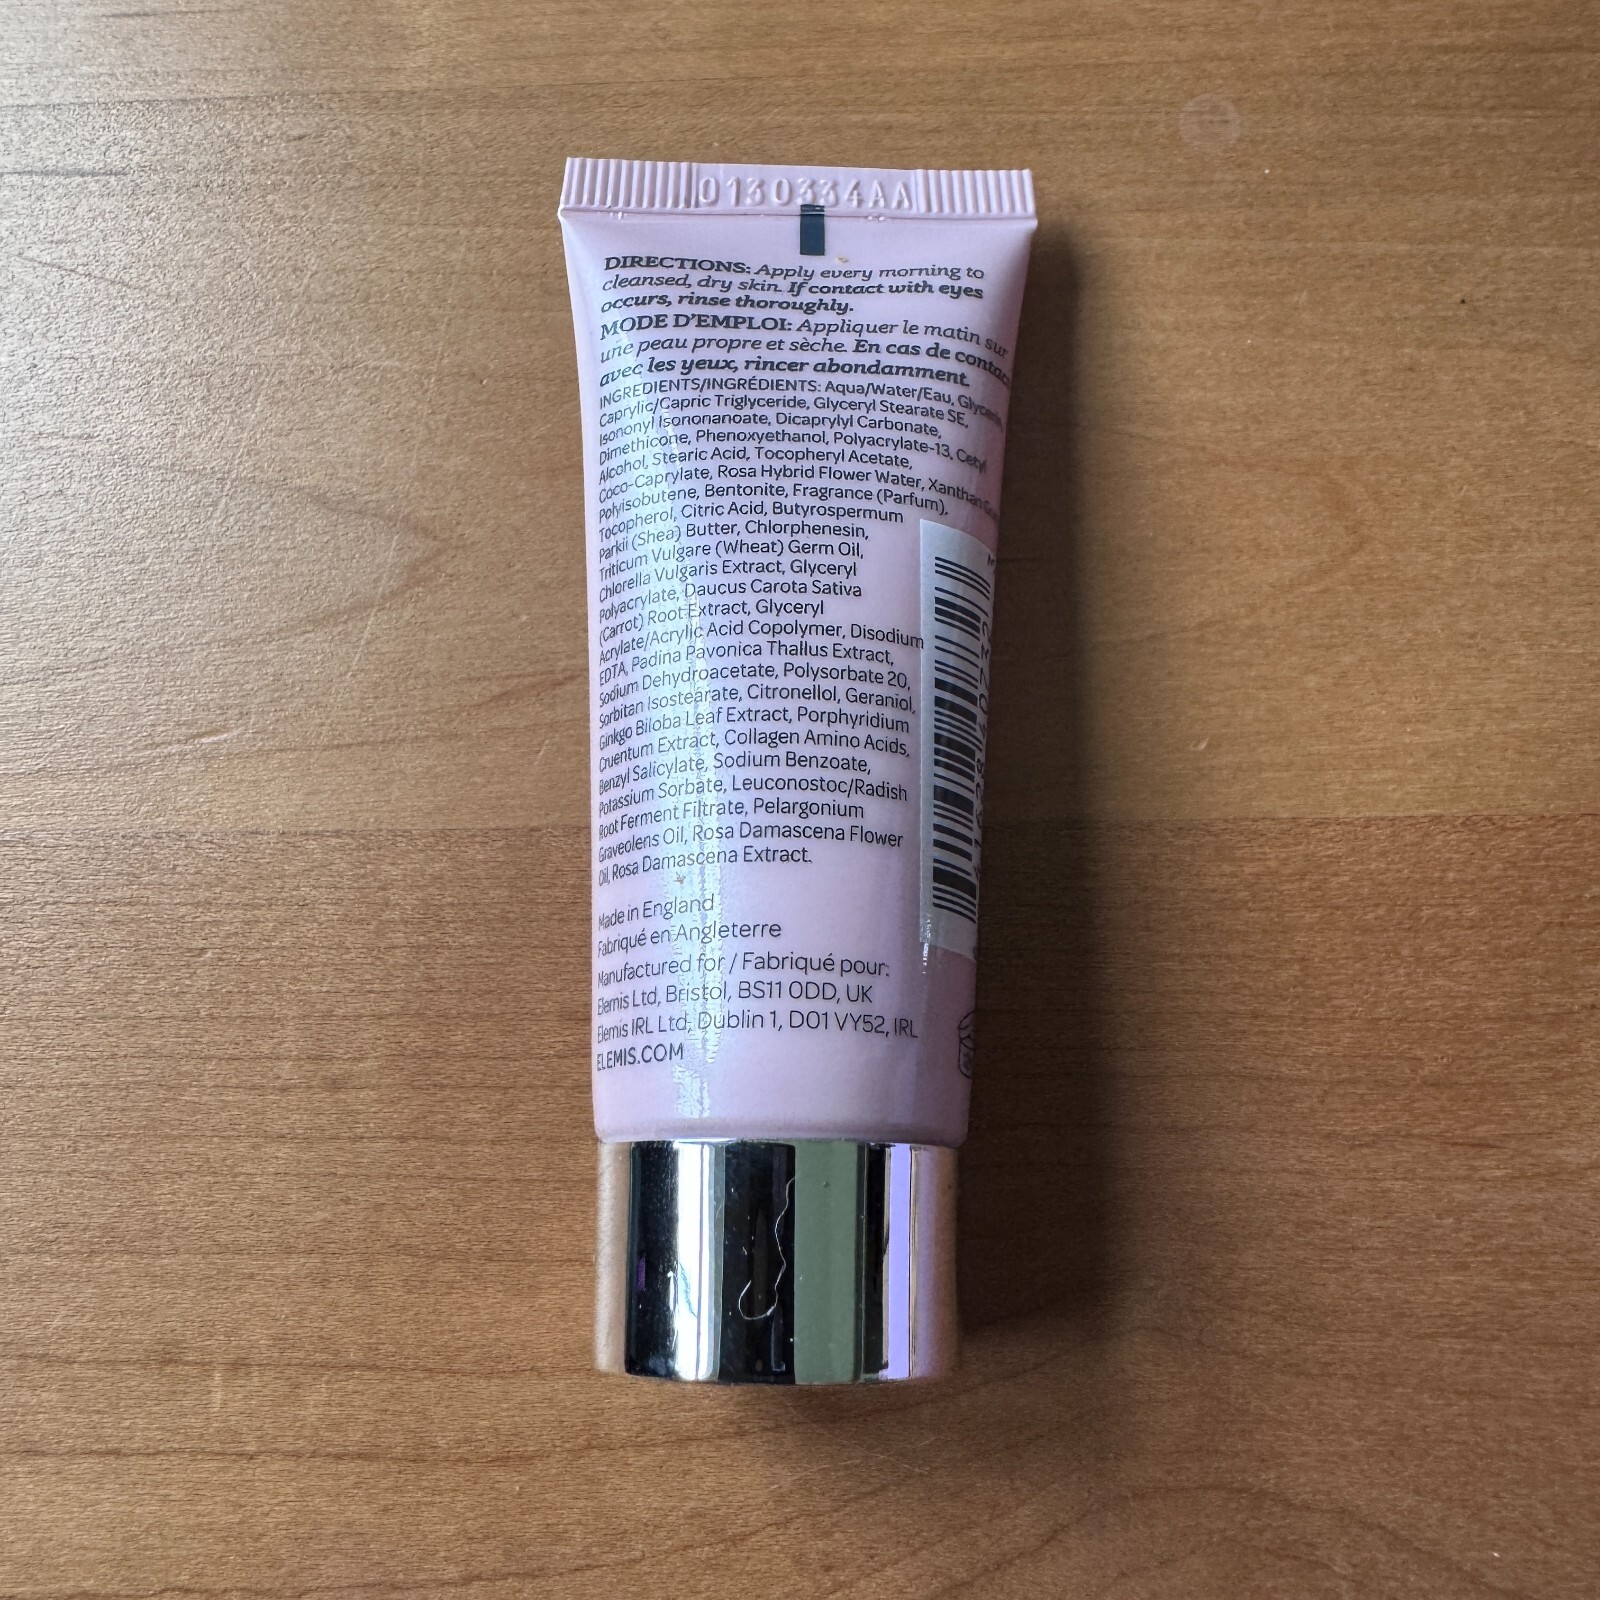 0130334AA
DIRECTIONS: Apply every morning to
cleansed, dry skin. If contact with eyes
occurs, rinse thoroughly.
MODE D'EMPLOI: Appliquer le matin sur
une peau propre et sèche. En cas de contact
avec les yeux, rincer abondamment.
INGREDIENTS/INGRÉDIENTS: Aqua/Water/Eau, Glycerin,
Caprylic/Capric Triglyceride, Glyceryl Stearate SE,
Isononyl Isononanoate, Dicaprylyl Carbonate,
Dimethicone, Phenoxyethanol, Polyacrylate-13, Cetyl
Alcohol, Stearic Acid, Tocopheryl Acetate,
Coco-Caprylate, Rosa Hybrid Flower Water, Xanthan Gum,
Polyisobutene, Bentonite, Fragrance (Parfum),
Tocopherol, Citric Acid, Butyrospermum
Parkii (Shea) Butter, Chlorphenesin,
Triticum Vulgare (Wheat) Germ Oil,
Chlorella Vulgaris Extract, Glyceryl
Polyacrylate, Daucus Carota Sativa
(Carrot) Root Extract, Glyceryl
Acrylate/Acrylic Acid Copolymer, Disodium
EDTA, Padina Pavonica Thallus Extract,
Sodium Dehydroacetate, Polysorbate 20,
Sorbitan Isostearate, Citronellol, Geraniol,
Ginkgo Biloba Leaf Extract, Porphyridium
Cruentum Extract, Collagen Amino Acids,
Benzyl Salicylate, Sodium Benzoate,
Potassium Sorbate, Leuconostoc/Radish
Root Ferment Filtrate, Pelargonium
Graveolens Oil, Rosa Damascena Flower
Oil, Rosa Damascena Extract.
Made in England
Fabriqué en Angleterre
Manufactured for / Fabriqué pour:
Elemis Ltd, Bristol, BS11 0DD, UK
Elemis IRL Ltd, Dublin 1, D01 VY52, IRL
ELEMIS.COM